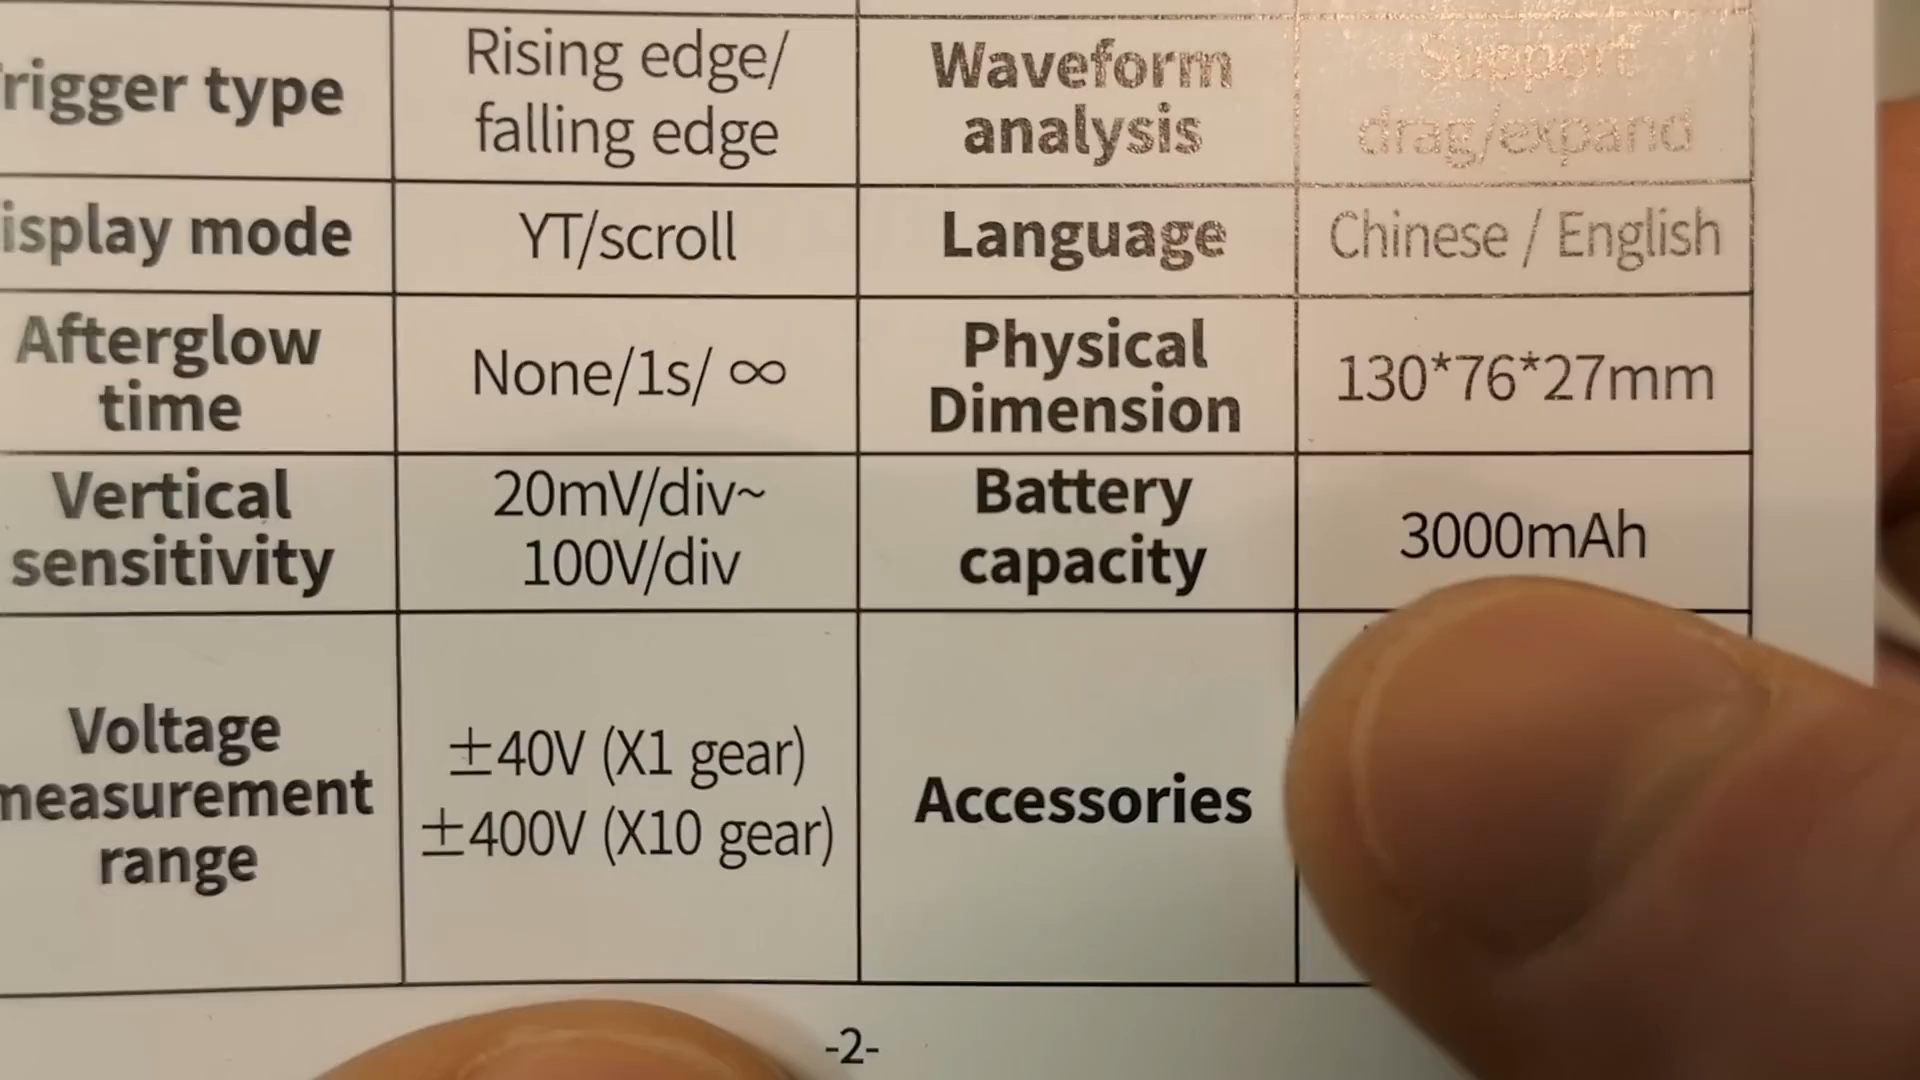 rigger type
Rising edge/
falling edge
Waveform
analysis
Support
drag/expand
isplay mode
YT/scroll
Language
Chinese / English
Afterglow
time
None/1s/ ∞
Physical
Dimension
130*76*27mm
Vertical
sensitivity
20mV/div~
100V/div
Battery
capacity
3000mAh
Voltage
measurement
range
±40V (X1 gear)
±400V (X10 gear)
Accessories
-2-